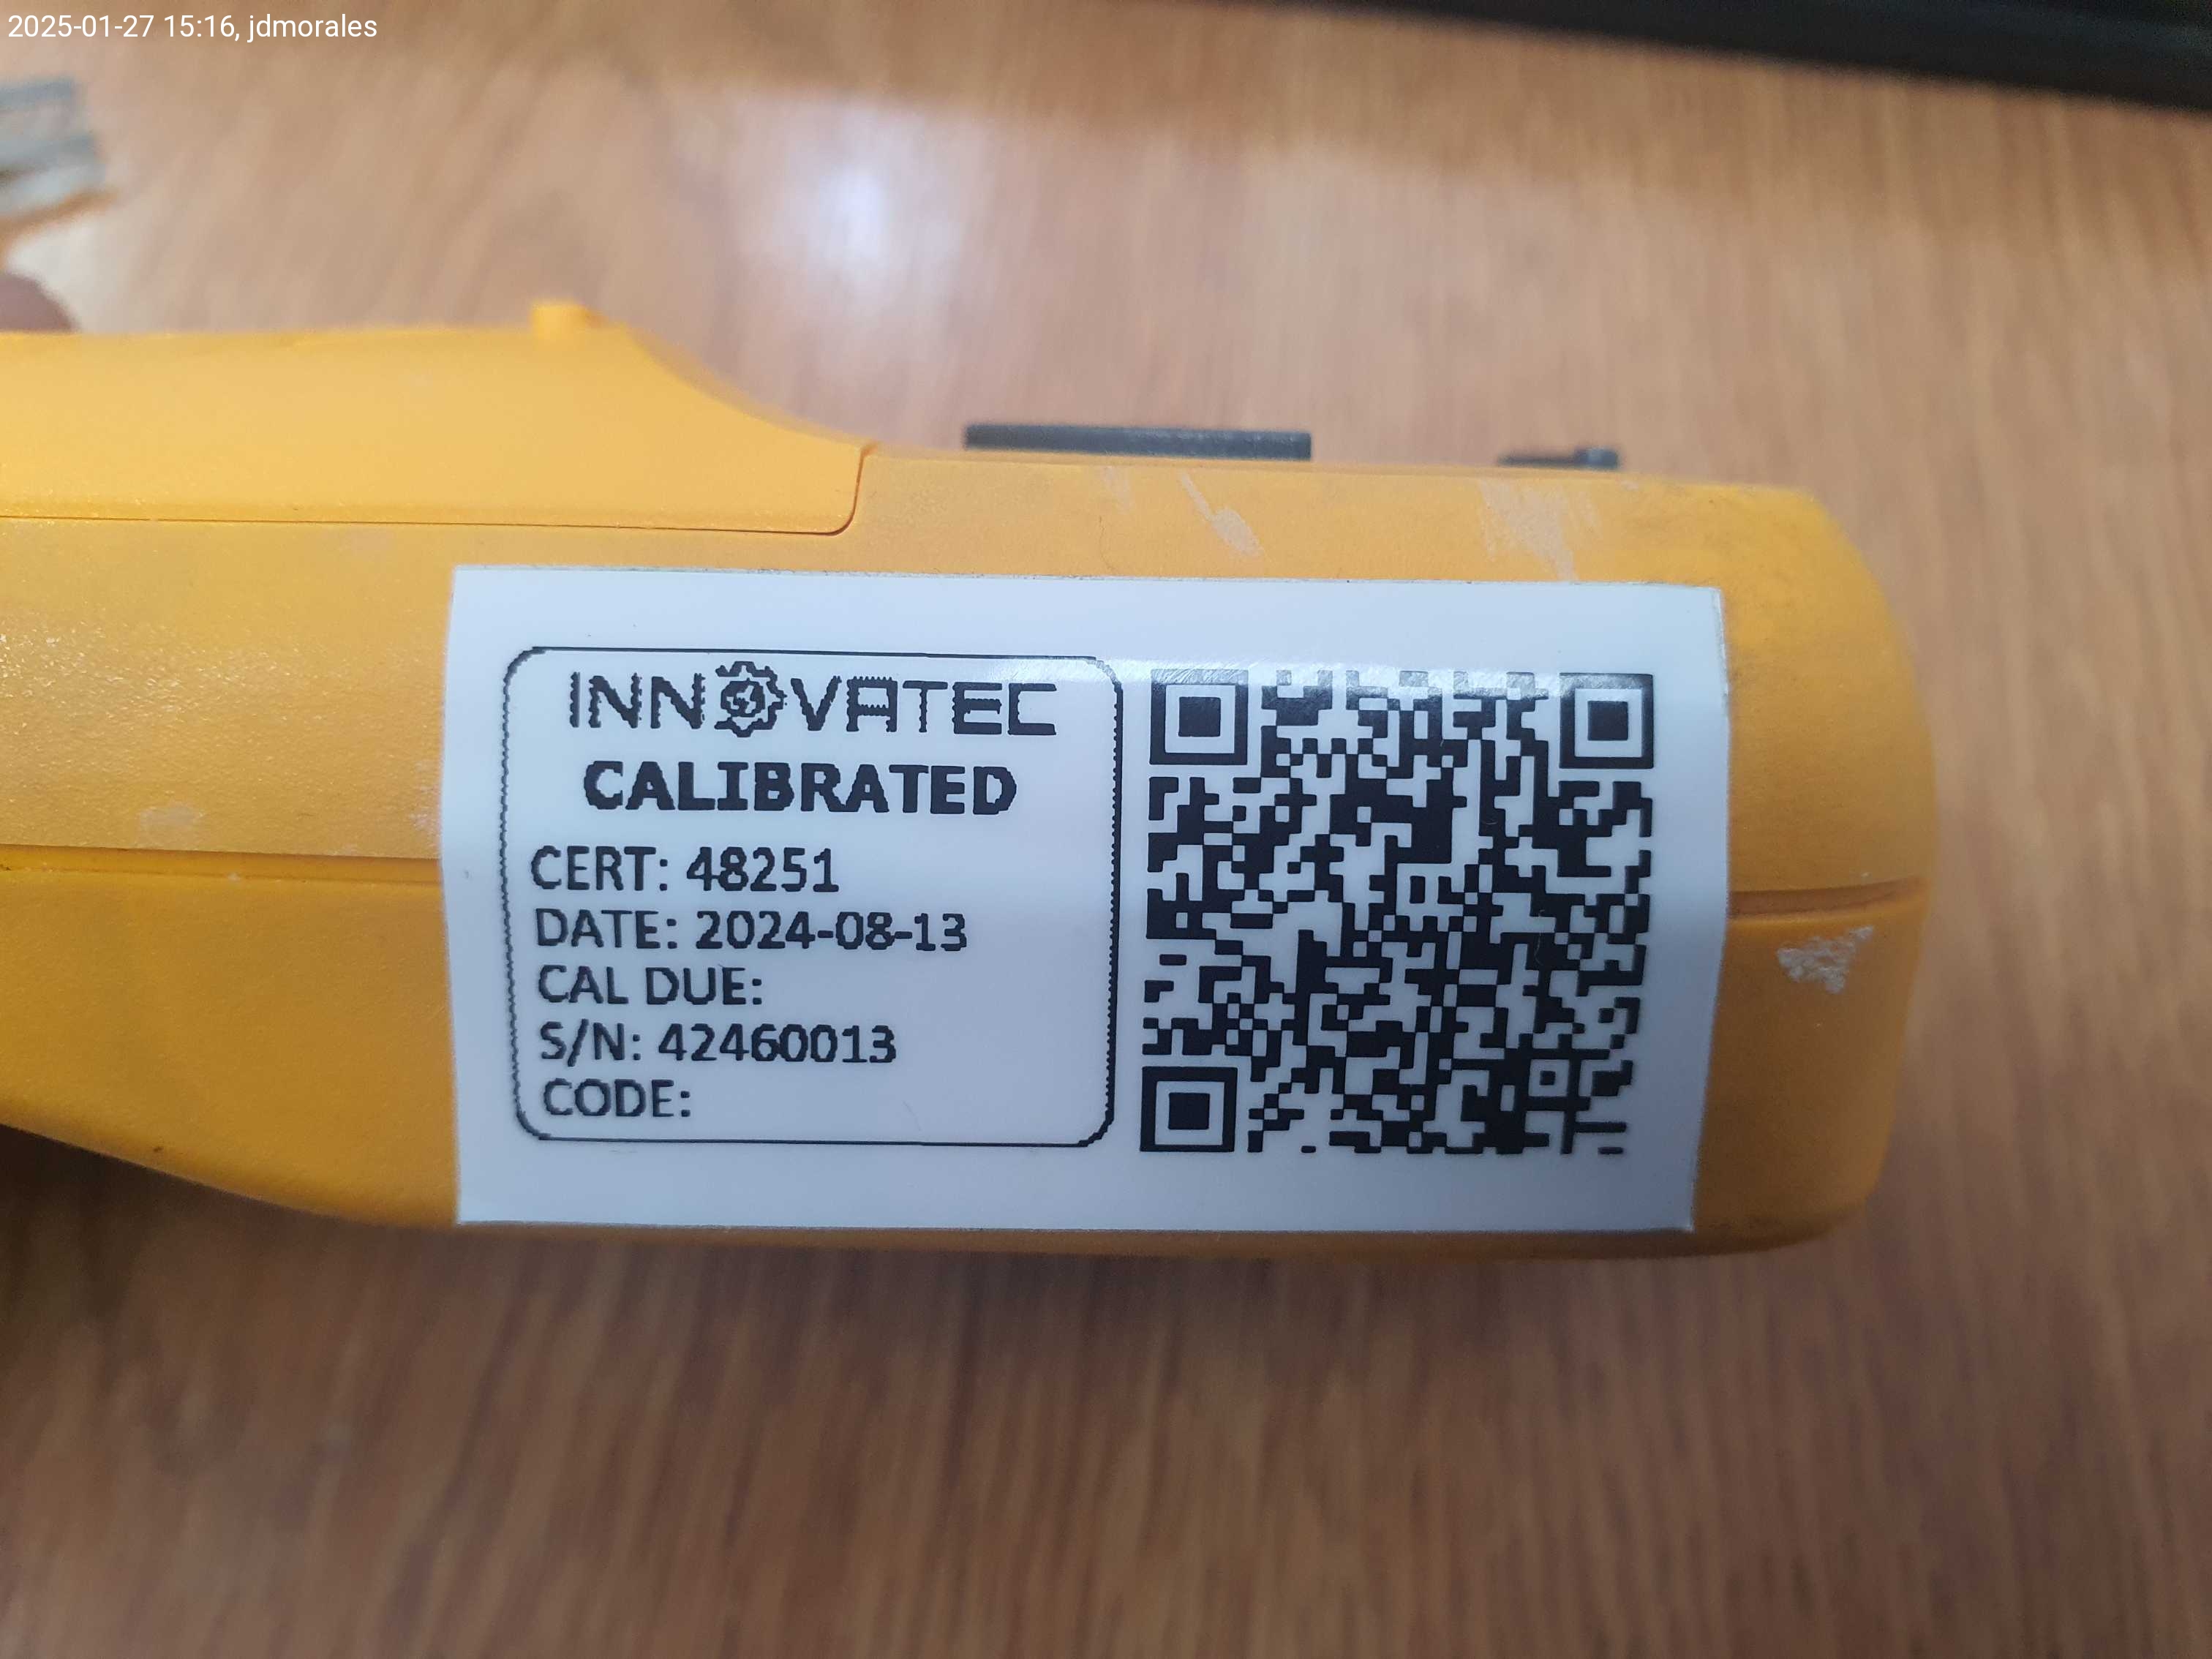 2025-01-27 15:16, jdmorales
INNOVATEC
CALIBRATED
CERT: 48251
DATE: 2024-08-13
CAL DUE:
S/N: 42460013
CODE: